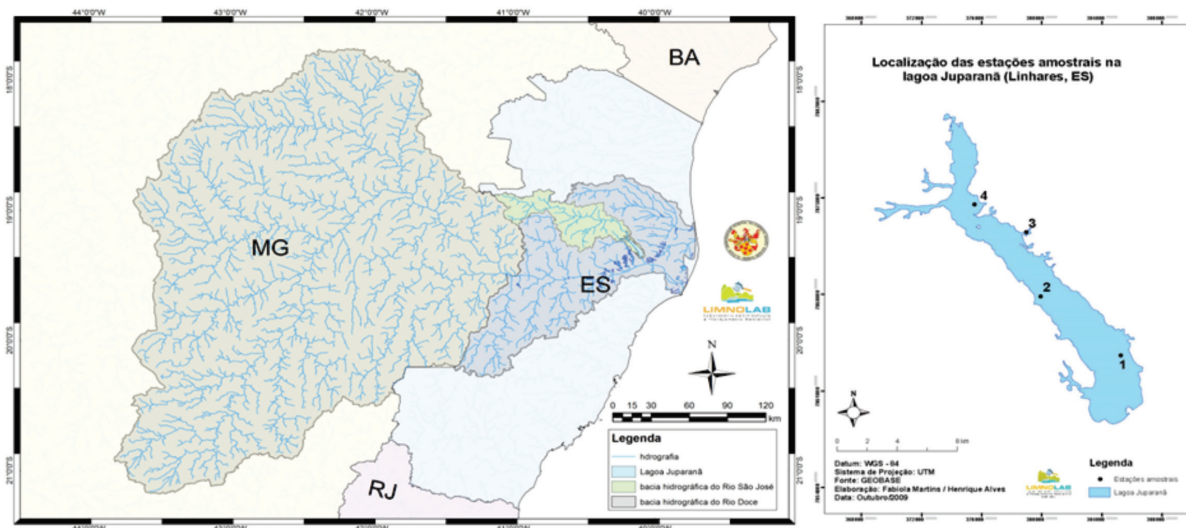 44°0'0"W
43°0'0"W
42°0'0"W
41°0'0"W
40°0'0"W
18°0'0"S
19°0'0"S
20°0'0"S
21°0'0"S
BA
MG
ES
RJ
LIMNOLAB
N
0 15 30 60 90 120
km
Legenda
hdrografia
Lagoa Juparanã
bacia hidrográfica do Rio São José
bacia hidrográfica do Rio Doce
Localização das estações amostrais na
lagoa Juparanã (Linhares, ES)
4
3
2
1
N
0 2 4 8 km
Datum: WGS - 84
Sistema de Projeção: UTM
Fonte: GEOBASE
Elaboração: Fabiola Martins / Henrique Alves
Data: Outubro/2009
LIMNOLAB
Legenda
Estações amostrais
Lagoa Juparanã